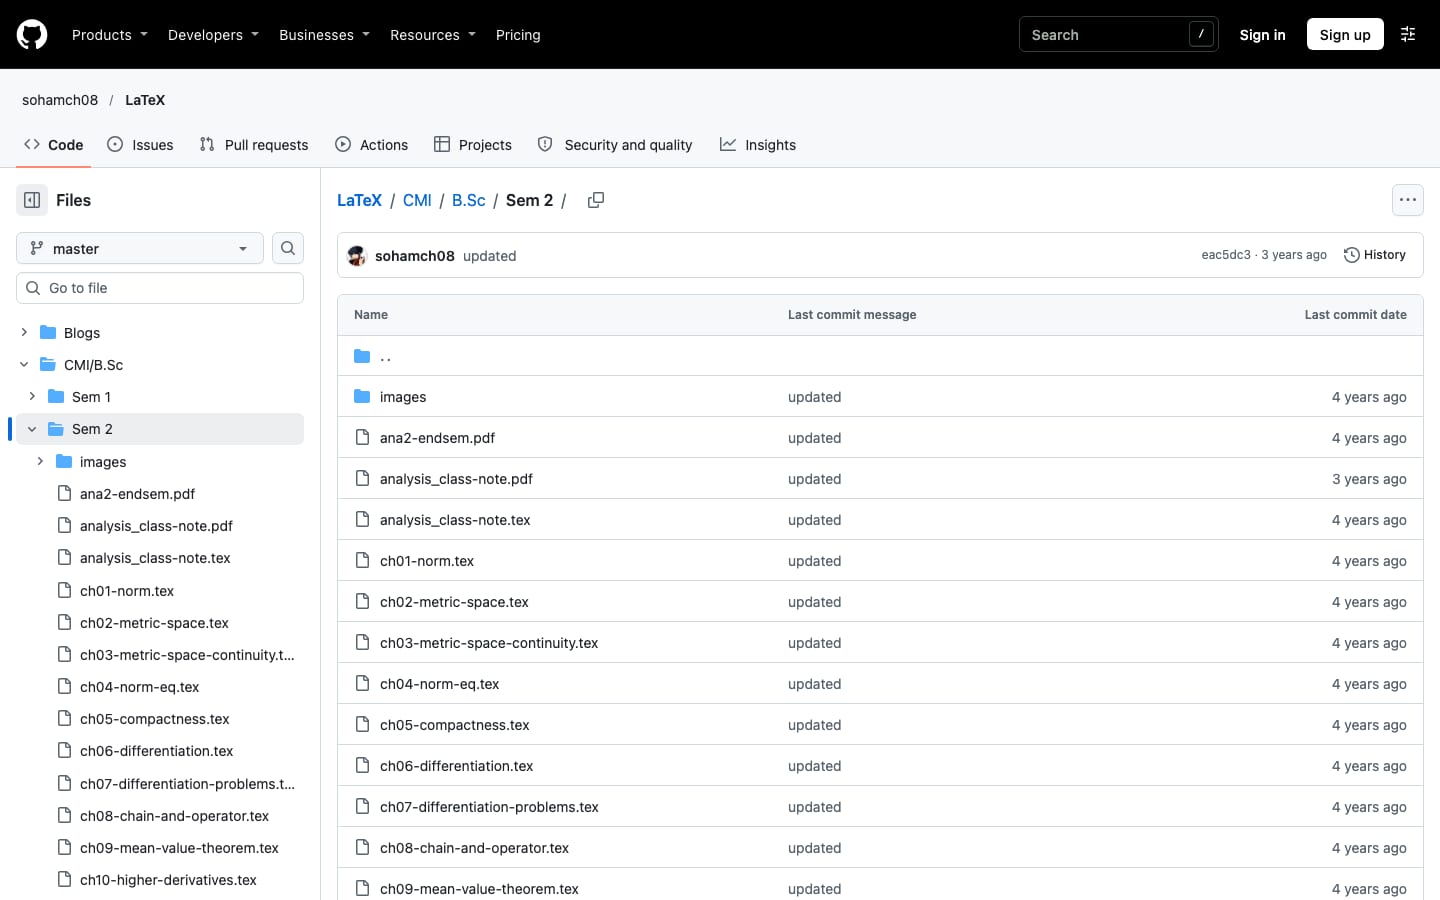 Products Developers Businesses Resources Pricing Search / Sign in Sign up
sohamch08 / LaTeX
Code Issues Pull requests Actions Projects Security and quality Insights
Files
master
Go to file
Blogs
CMI/B.Sc
Sem 1
Sem 2
images
ana2-endsem.pdf
analysis_class-note.pdf
analysis_class-note.tex
ch01-norm.tex
ch02-metric-space.tex
ch03-metric-space-continuity.t...
ch04-norm-eq.tex
ch05-compactness.tex
ch06-differentiation.tex
ch07-differentiation-problems.t...
ch08-chain-and-operator.tex
ch09-mean-value-theorem.tex
ch10-higher-derivatives.tex
LaTeX / CMI / B.Sc / Sem 2 /
sohamch08 updated eac5dc3 · 3 years ago History
Name Last commit message Last commit date
..
images updated 4 years ago
ana2-endsem.pdf updated 4 years ago
analysis_class-note.pdf updated 3 years ago
analysis_class-note.tex updated 4 years ago
ch01-norm.tex updated 4 years ago
ch02-metric-space.tex updated 4 years ago
ch03-metric-space-continuity.tex updated 4 years ago
ch04-norm-eq.tex updated 4 years ago
ch05-compactness.tex updated 4 years ago
ch06-differentiation.tex updated 4 years ago
ch07-differentiation-problems.tex updated 4 years ago
ch08-chain-and-operator.tex updated 4 years ago
ch09-mean-value-theorem.tex updated 4 years ago